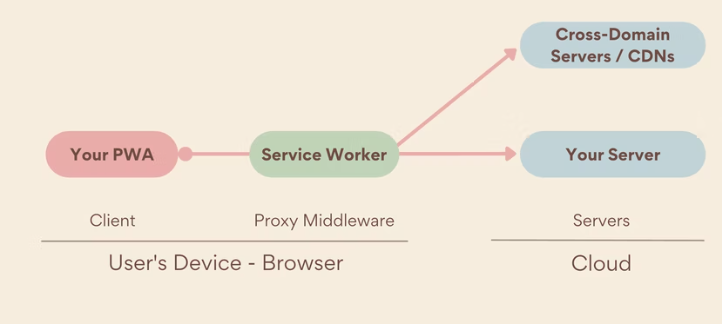 Cross-Domain
Servers / CDNs
Your PWA
Service Worker
Your Server
Client
Proxy Middleware
Servers
User's Device - Browser
Cloud